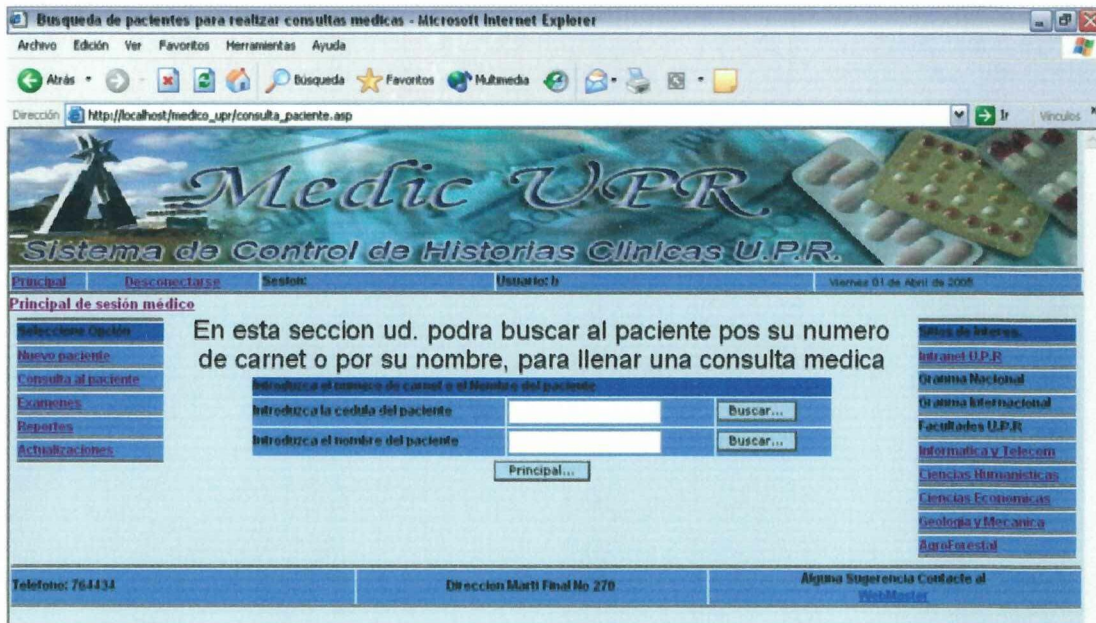 Busqueda de pacientes para realizar consultas medicas - Microsoft Internet Explorer
Archivo Edición Ver Favoritos Herramientas Ayuda
Atrás Búsqueda Favoritos Multimedia
Dirección http://localhost/medico_upr/consulta_paciente.asp Ir Vínculos
Medic UPR
Sistema de Control de Historias Clinicas U.P.R.
Principal Desconectarse Sesion: Usuario: b Viernes 01 de Abril de 2005
Principal de sesión médico
Seleccione Opción
Nuevo paciente
Consulta al paciente
Examenes
Reportes
Actualizaciones
En esta seccion ud. podra buscar al paciente pos su numero
de carnet o por su nombre, para llenar una consulta medica
Introduzca el numero de carnet o el Nombre del paciente
Introduzca la cedula del paciente Buscar...
Introduzca el nombre del paciente Buscar...
Principal...
Sitios de Interes.
Intranet U.P.R
Granma Nacional
Granma Internacional
Facultades U.P.R
Informatica y Telecom
Ciencias Humanisticas
Ciencias Economicas
Geologia y Mecanica
AgroForestal
Telefono: 764434 Direccion Marti Final No 270 Alguna Sugerencia Contacte al
WebMaster